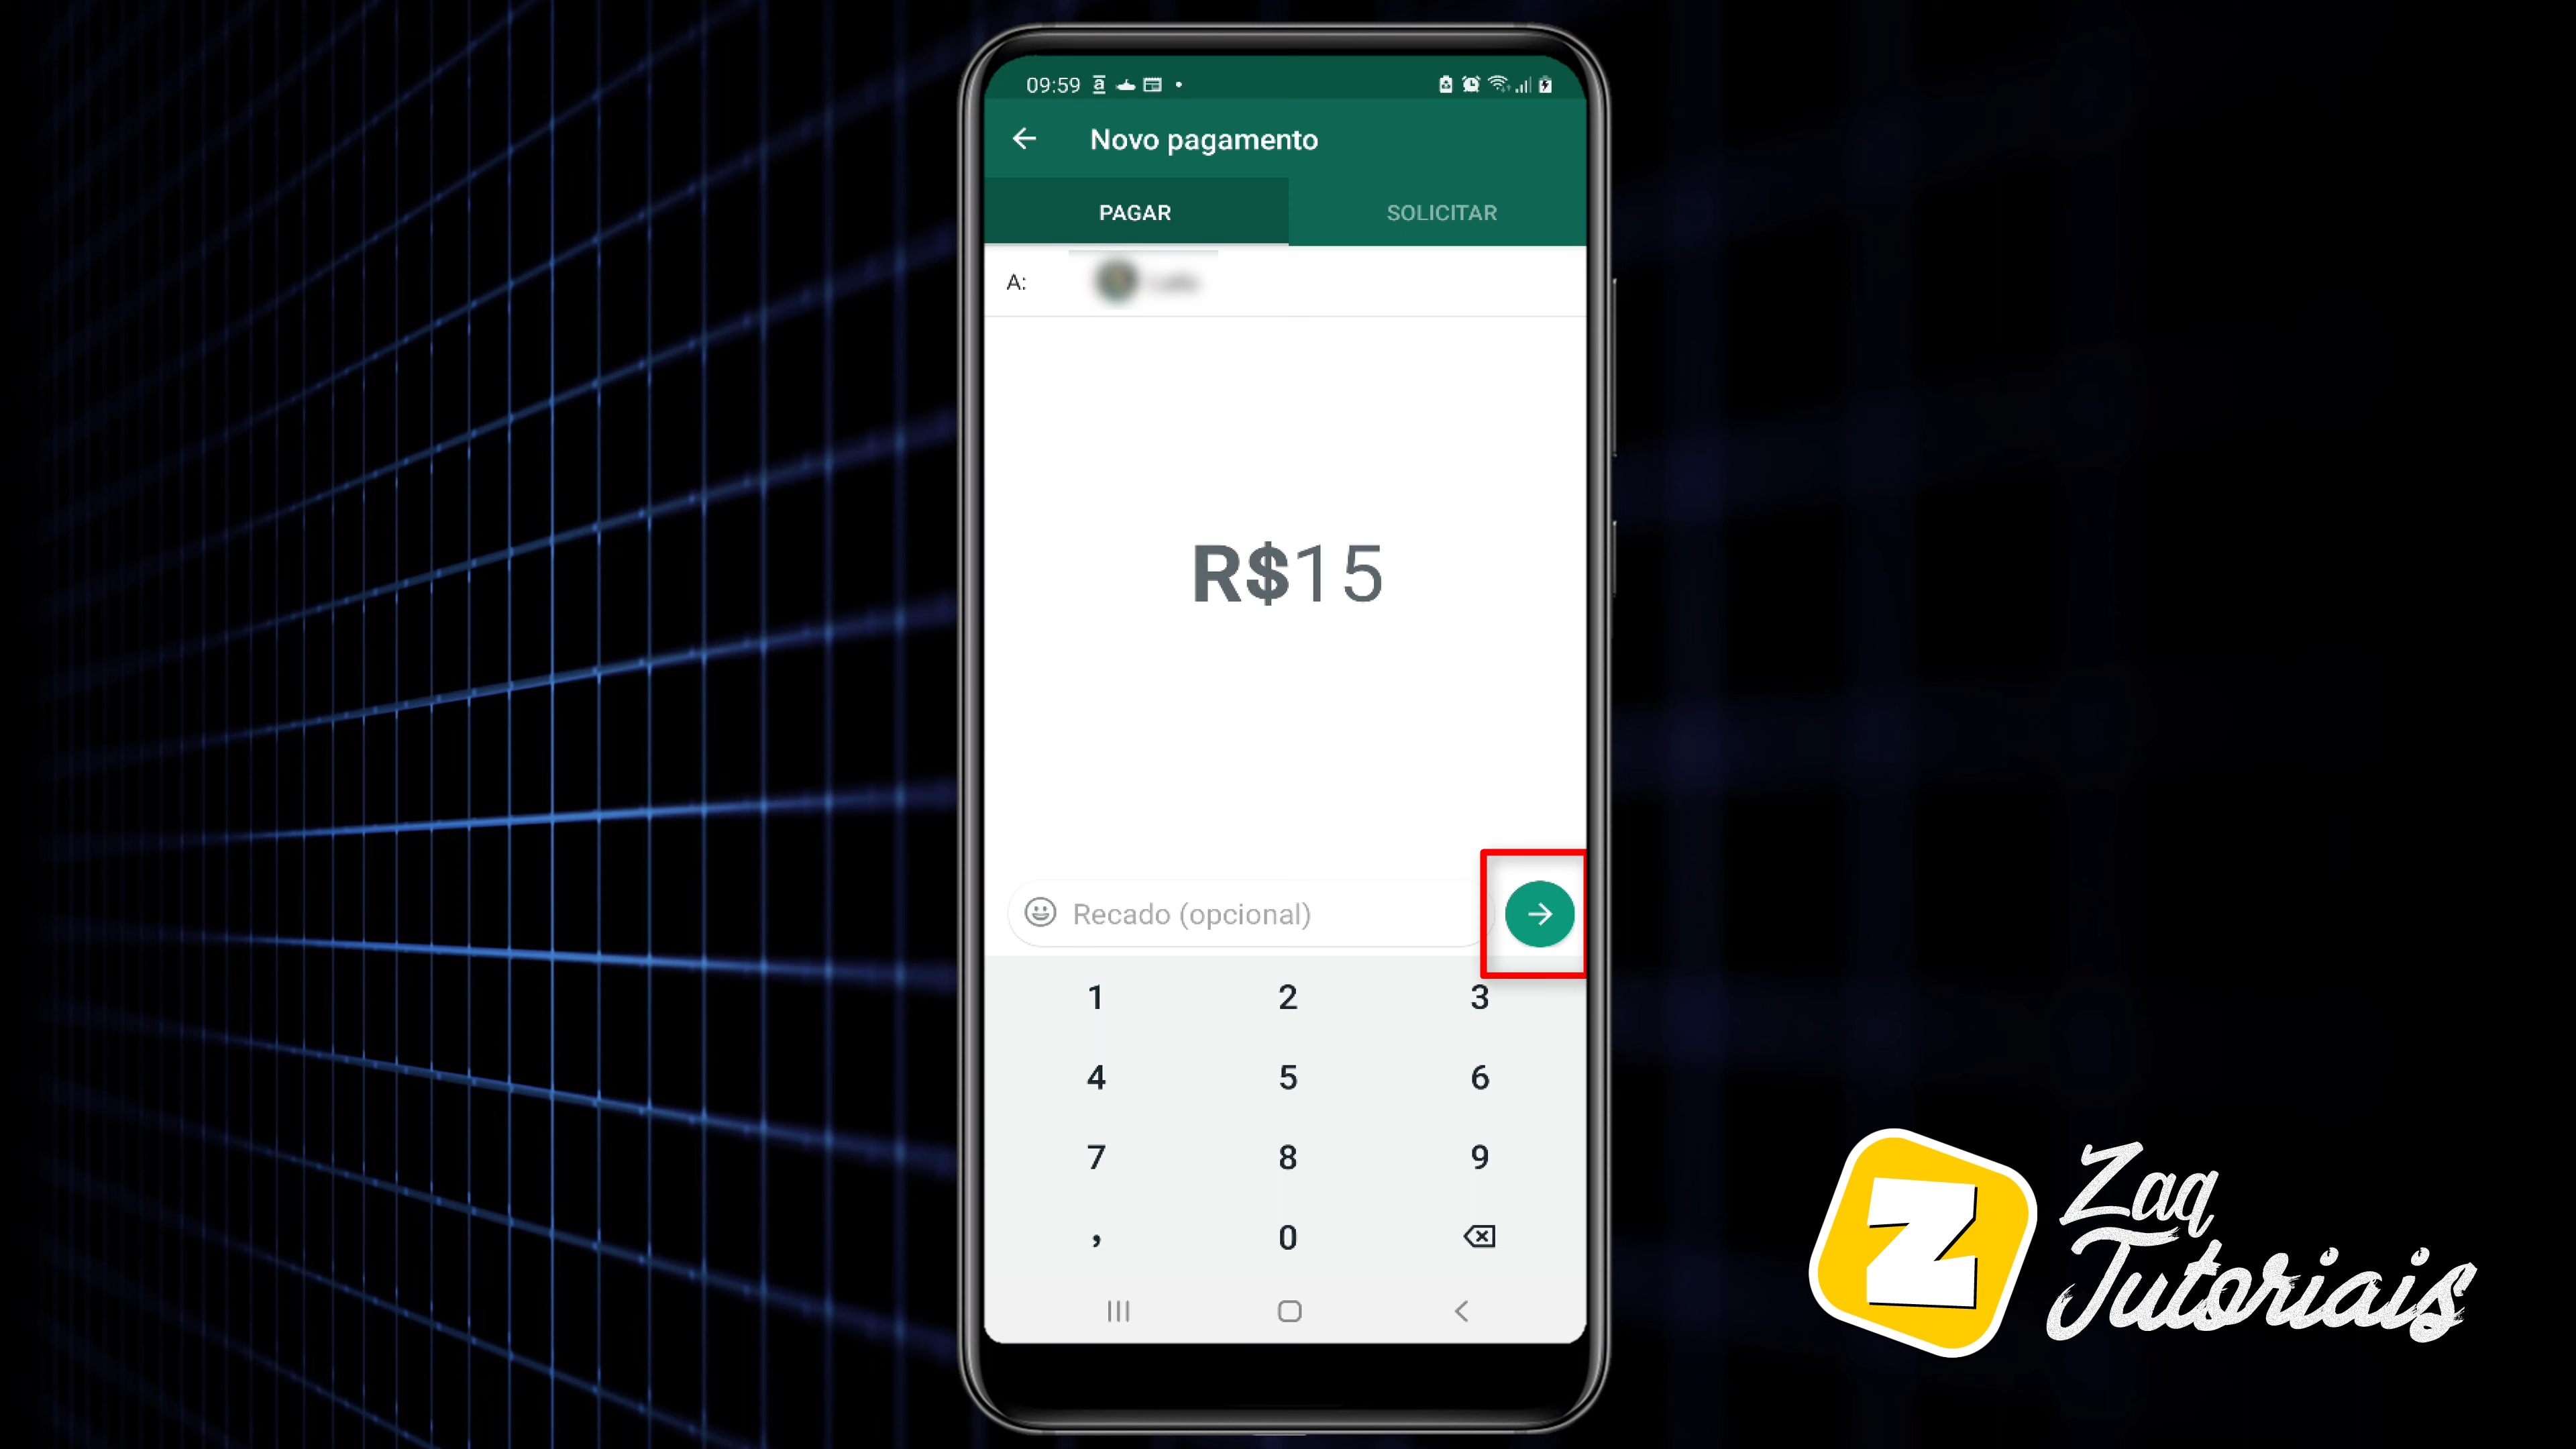 09:59
Novo pagamento
PAGAR
SOLICITAR
A:
R$15
Recado (opcional)
1 2 3
4 5 6
7 8 9
, 0
Z
Zaq
Tutoriais